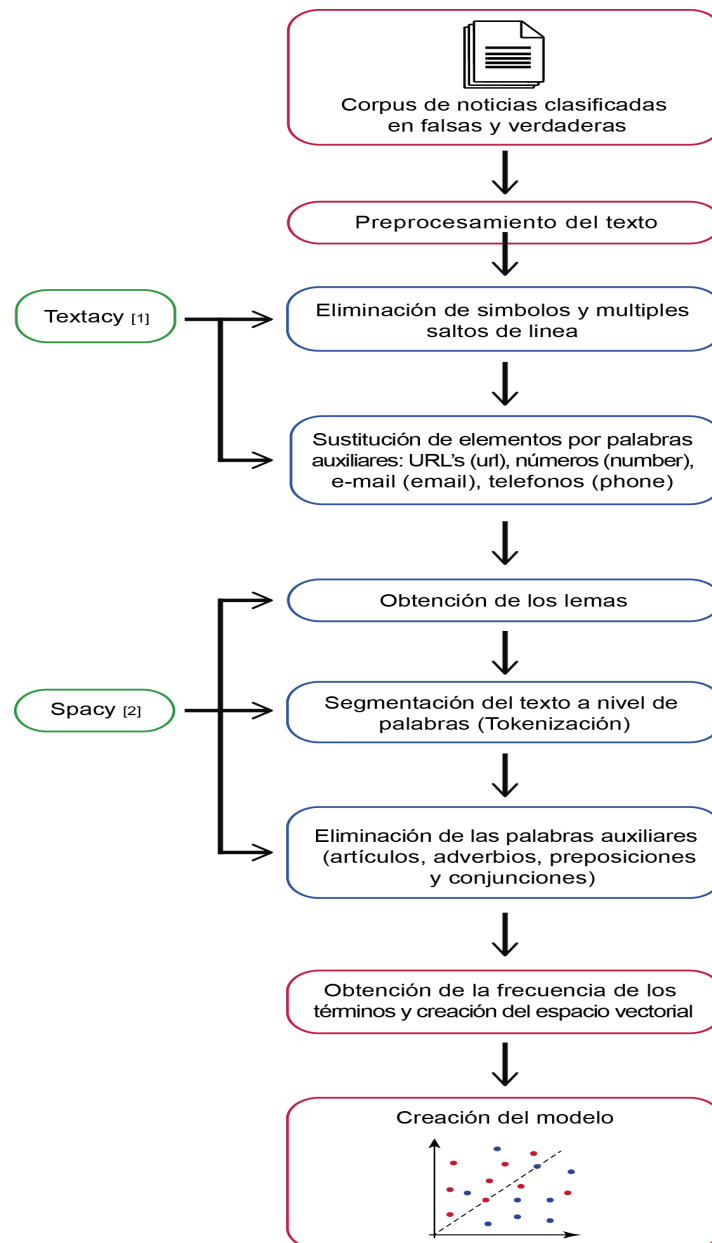 Corpus de noticias clasificadas
en falsas y verdaderas
Preprocesamiento del texto
Textacy [1]
Eliminación de simbolos y multiples
saltos de linea
Sustitución de elementos por palabras
auxiliares: URL's (url), números (number),
e-mail (email), telefonos (phone)
Obtención de los lemas
Spacy [2]
Segmentación del texto a nivel de
palabras (Tokenización)
Eliminación de las palabras auxiliares
(artículos, adverbios, preposiciones
y conjunciones)
Obtención de la frecuencia de los
términos y creación del espacio vectorial
Creación del modelo